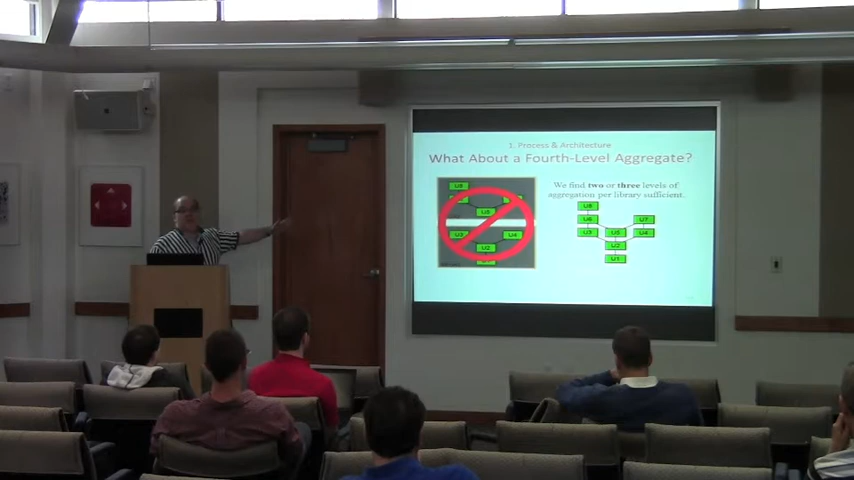 1. Process & Architecture
What About a Fourth-Level Aggregate?
We find two or three levels of
aggregation per library sufficient.
U8
U5
U3
U4
U2
U8
U6
U7
U3
U5
U4
U2
U1